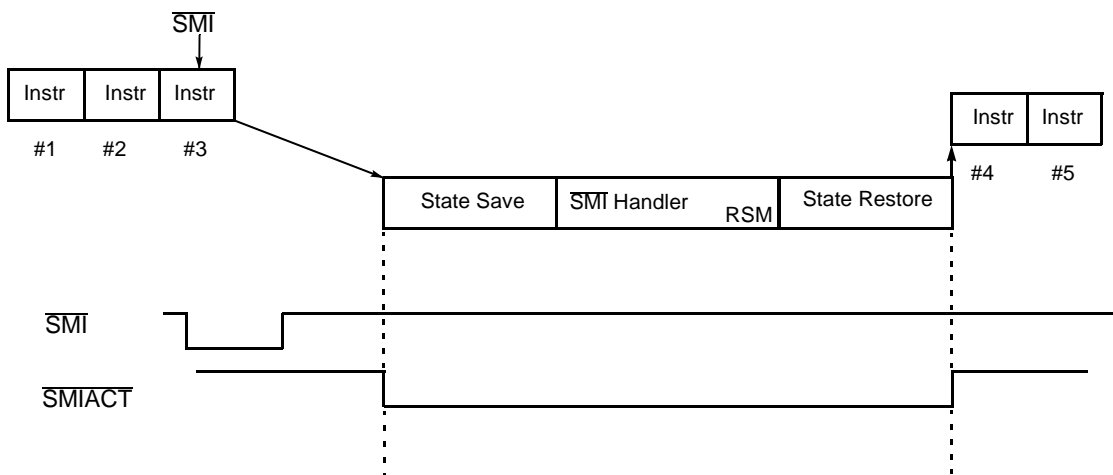 SMI
Instr Instr Instr
#1 #2 #3
Instr Instr
#4 #5
State Save SMI Handler RSM State Restore
SMI
SMIACT